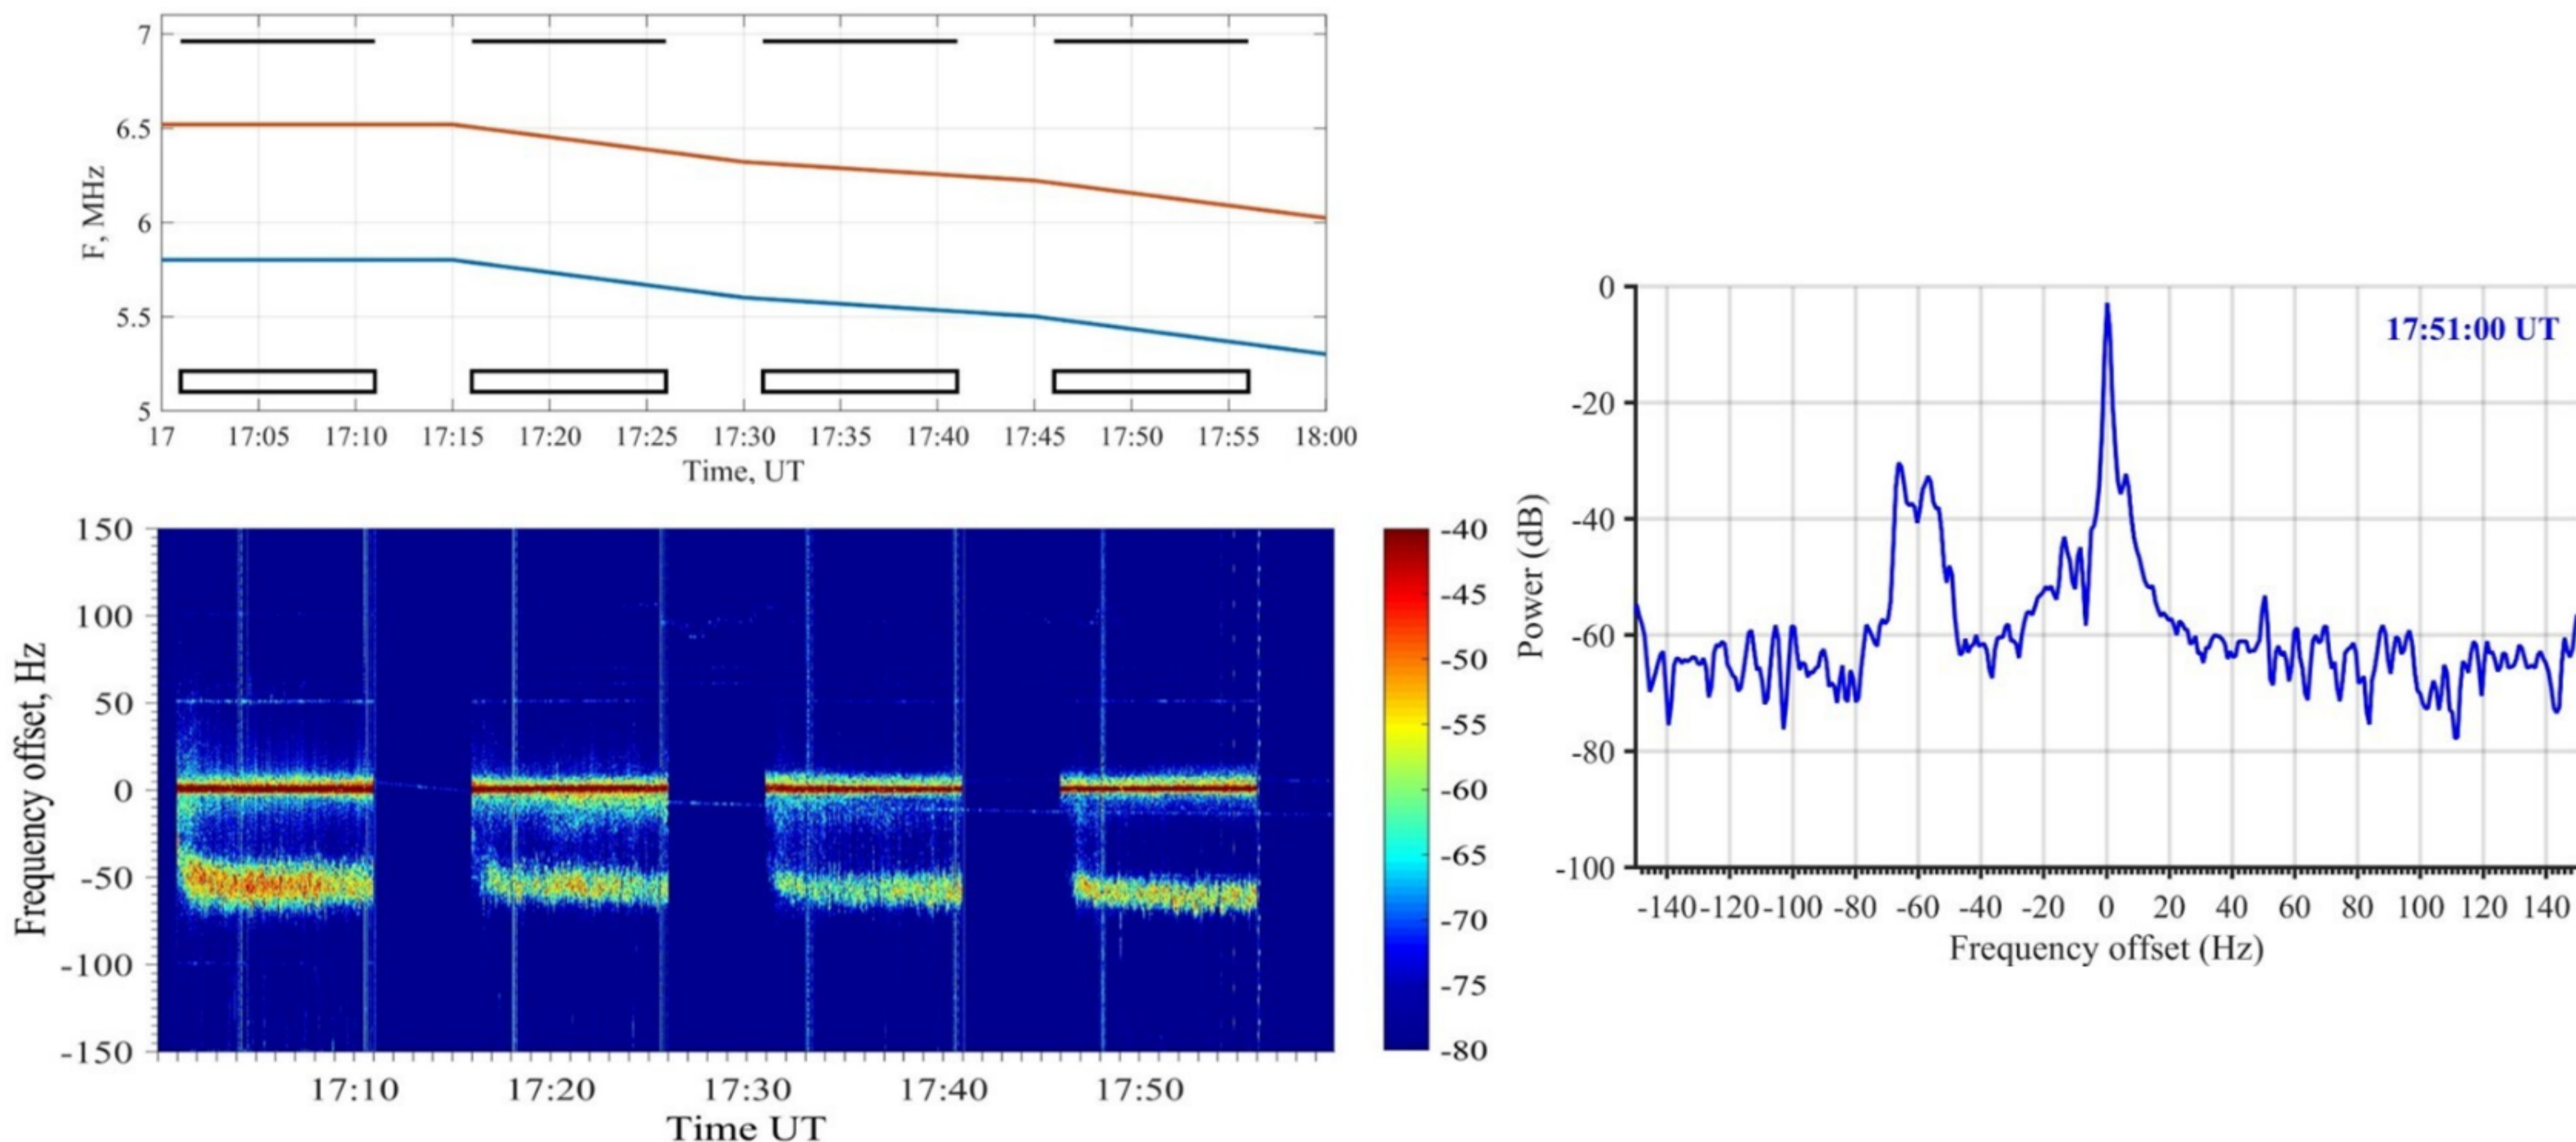 7
6.5
6
5.5
5
F, MHz
17 17:05 17:10 17:15 17:20 17:25 17:30 17:35 17:40 17:45 17:50 17:55 18:00
Time, UT
150
100
50
0
-50
-100
-150
Frequency offset, Hz
17:10 17:20 17:30 17:40 17:50
Time UT
-40
-45
-50
-55
-60
-65
-70
-75
-80
17:51:00 UT
0
-20
-40
-60
-80
-100
Power (dB)
-140 -120 -100 -80 -60 -40 -20 0 20 40 60 80 100 120 140
Frequency offset (Hz)